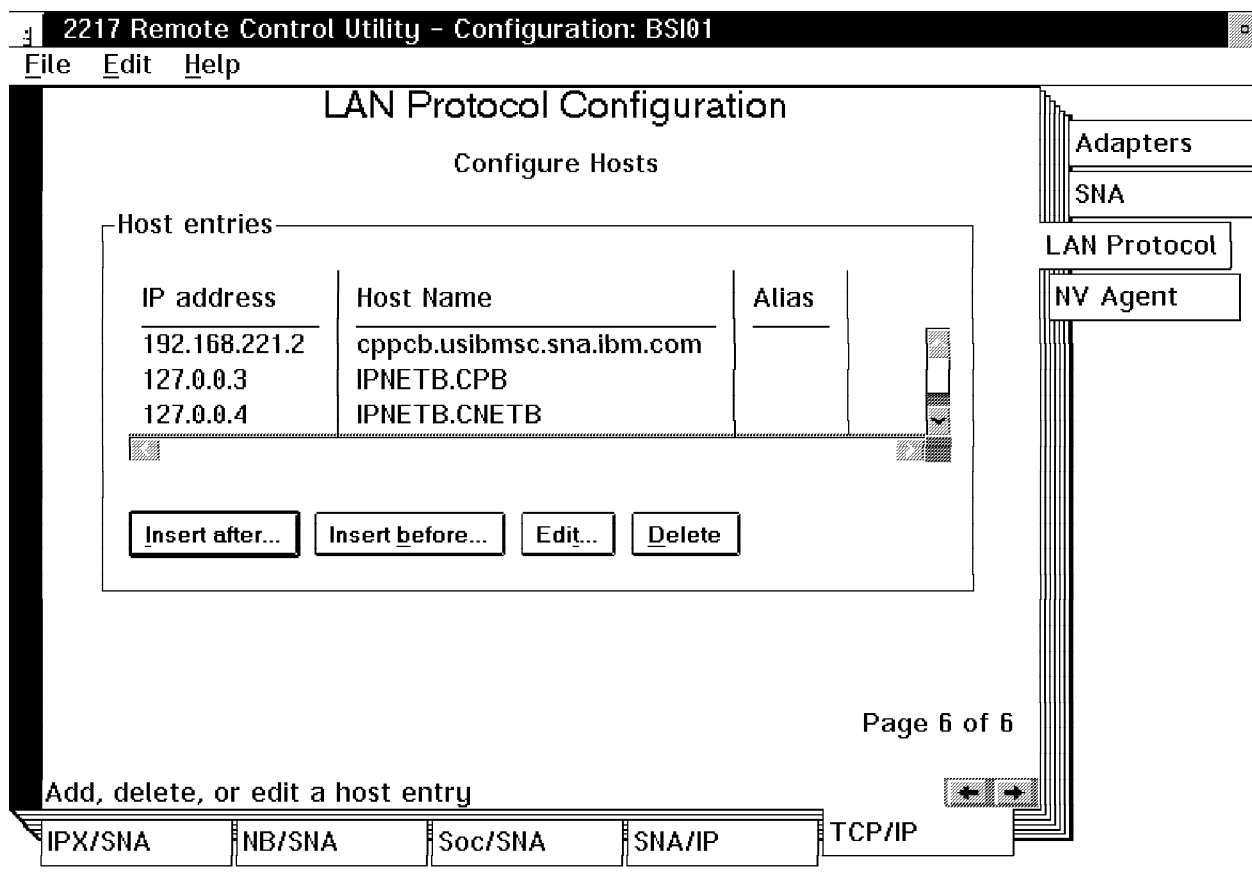 2217 Remote Control Utility - Configuration: BSI01
File Edit Help
LAN Protocol Configuration
Configure Hosts
Adapters
SNA
LAN Protocol
NV Agent
Host entries
IP address Host Name Alias
192.168.221.2 cppcb.usibmsc.sna.ibm.com
127.0.0.3 IPNETB.CPB
127.0.0.4 IPNETB.CNETB
Insert after... Insert before... Edit... Delete
Page 6 of 6
Add, delete, or edit a host entry
IPX/SNA NB/SNA Soc/SNA SNA/IP TCP/IP